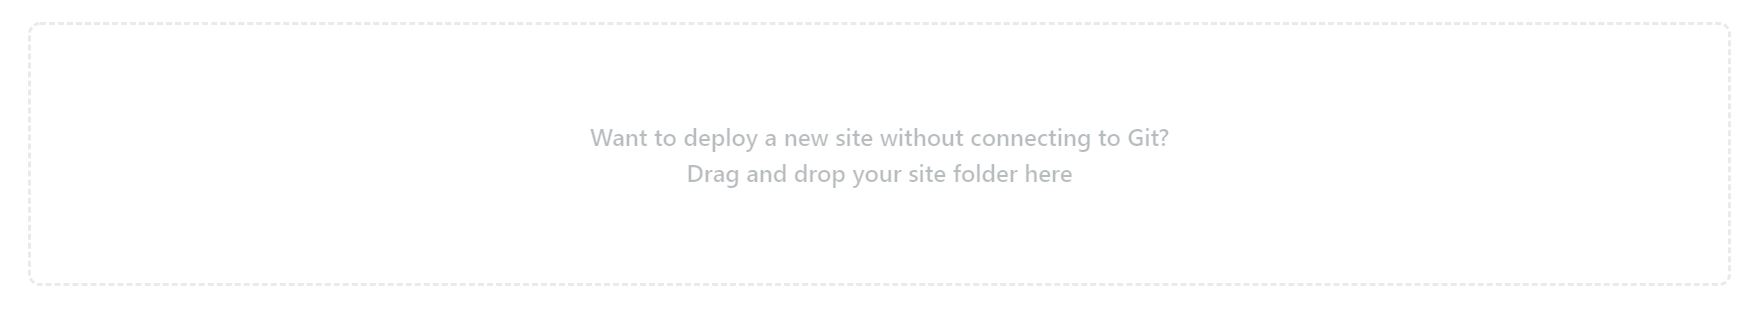 Want to deploy a new site without connecting to Git?
Drag and drop your site folder here